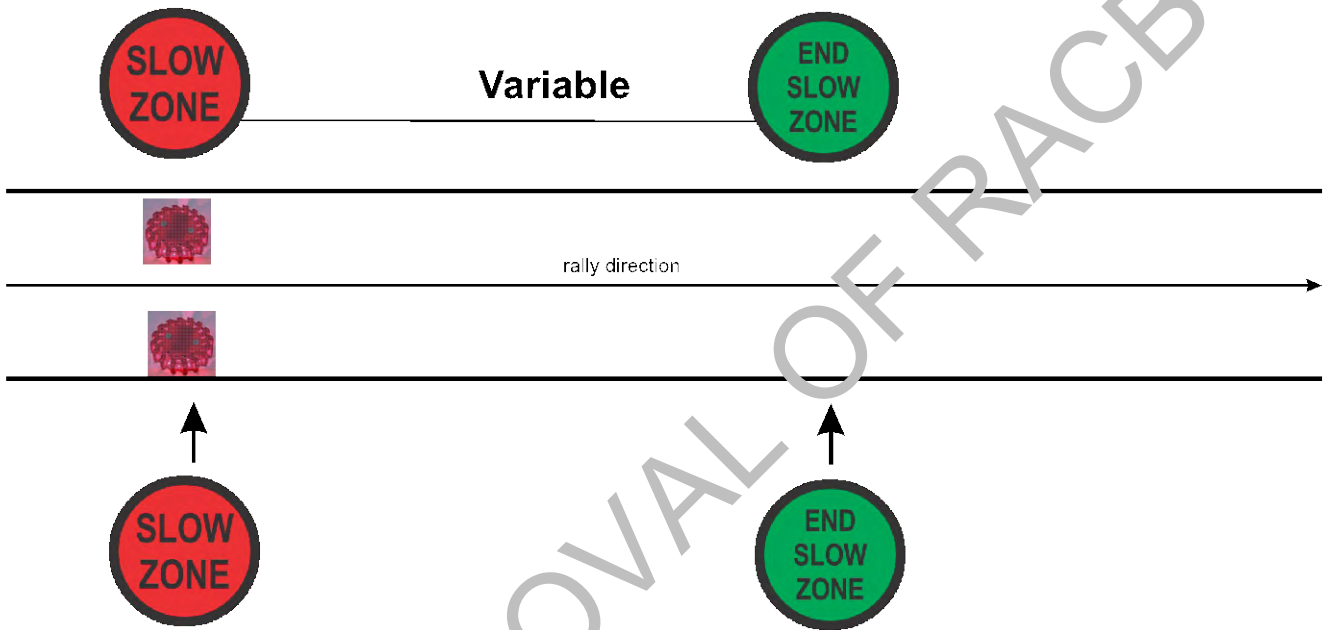 SLOW
ZONE
Variable
END
SLOW
ZONE
rally direction
SLOW
ZONE
END
SLOW
ZONE
OVAL OF RACB